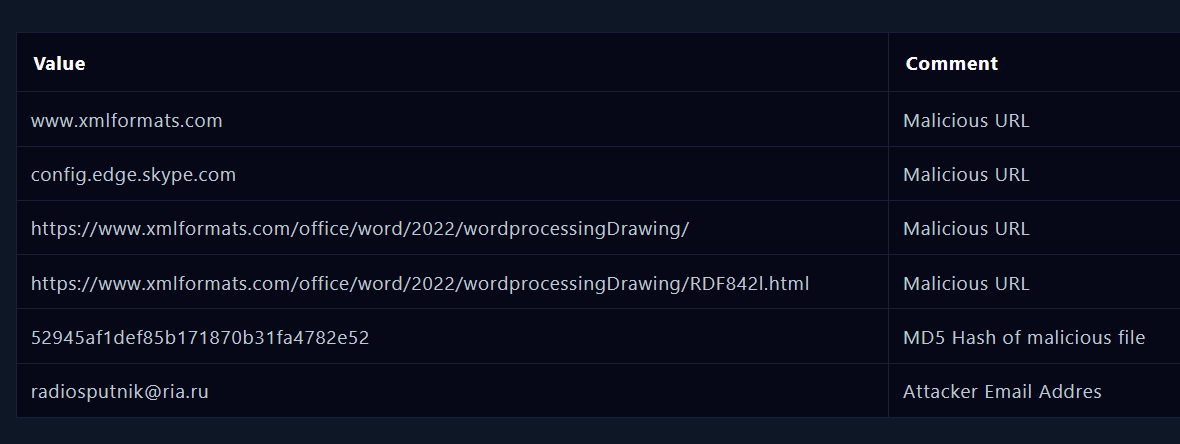 Value Comment
www.xmlformats.com Malicious URL
config.edge.skype.com Malicious URL
https://www.xmlformats.com/office/word/2022/wordprocessingDrawing/ Malicious URL
https://www.xmlformats.com/office/word/2022/wordprocessingDrawing/RDF842l.html Malicious URL
52945af1def85b171870b31fa4782e52 MD5 Hash of malicious file
radiosputnik@ria.ru Attacker Email Addres